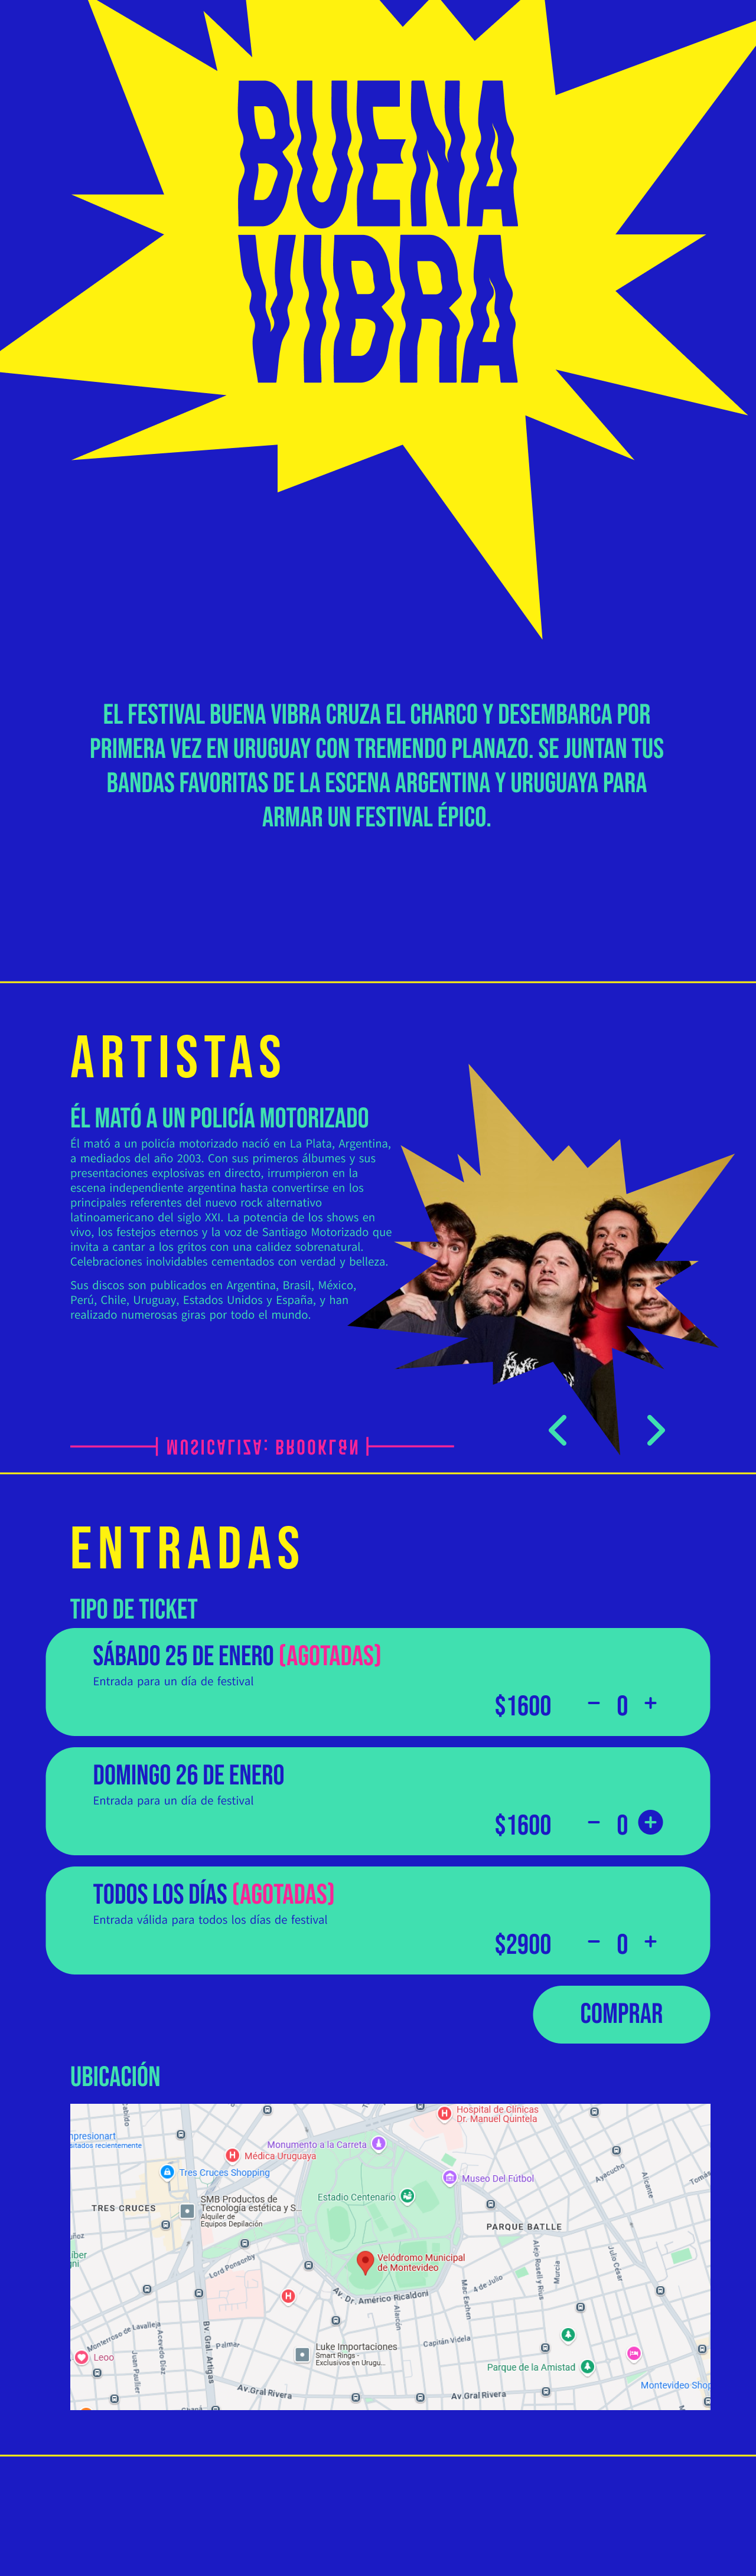 BUENA
VIBRA
EL FESTIVAL BUENA VIBRA CRUZA EL CHARCO Y DESEMBARCA POR
PRIMERA VEZ EN URUGUAY CON TREMENDO PLANAZO. SE JUNTAN TUS
BANDAS FAVORITAS DE LA ESCENA ARGENTINA Y URUGUAYA PARA
ARMAR UN FESTIVAL ÉPICO.
ARTISTAS
ÉL MATÓ A UN POLICÍA MOTORIZADO
Él mató a un policía motorizado nació en La Plata, Argentina,
a mediados del año 2003. Con sus primeros álbumes y sus
presentaciones explosivas en directo, irrumpieron en la
escena independiente argentina hasta convertirse en los
principales referentes del nuevo rock alternativo
latinoamericano del siglo XXI. La potencia de los shows en
vivo, los festejos eternos y la voz de Santiago Motorizado que
invita a cantar a los gritos con una calidez sobrenatural.
Celebraciones inolvidables cementados con verdad y belleza.
Sus discos son publicados en Argentina, Brasil, México,
Perú, Chile, Uruguay, Estados Unidos y España, y han
realizado numerosas giras por todo el mundo.
MUSICALIZA: BROOKLBN
ENTRADAS
TIPO DE TICKET
SÁBADO 25 DE ENERO (AGOTADAS)
Entrada para un día de festival
$1600 − 0 +
DOMINGO 26 DE ENERO
Entrada para un día de festival
$1600 − 0 +
TODOS LOS DÍAS (AGOTADAS)
Entrada válida para todos los días de festival
$2900 − 0 +
COMPRAR
UBICACIÓN
Hospital de Clínicas
Dr. Manuel Quintela
mpresionart
sitados recientemente
Monumento a la Carreta
Médica Uruguaya
Tres Cruces Shopping
Museo Del Fútbol
Ayacucho
Alicante
Tomás
TRES CRUCES
SMB Productos de
Tecnología estética y S...
Alquiler de
Equipos Depilación
Estadio Centenario
PARQUE BATLLE
Velódromo Municipal
de Montevideo
Lord Ponsonby
Alejo Rosell y Rius
Murcia
Julio César
4 de Julio
Mac Eachen
Av. Dr. Américo Ricaldoni
Alarcón
Monterroso de Lavalleja
Bv. Gral. Artigas
Palmar
Acevedo Díaz
Juan Paullier
Leoo
Luke Importaciones
Smart Rings -
Exclusivos en Urugu...
Capitán Videla
Parque de la Amistad
Montevideo Shop
Av Gral Rivera
Av Gral Rivera